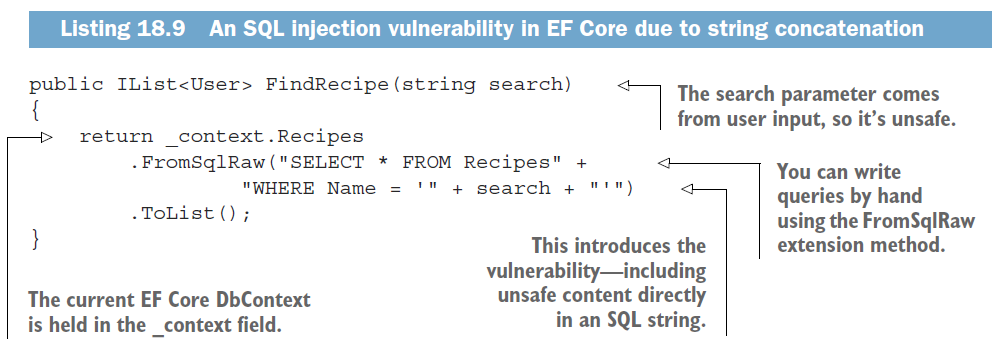 Listing 18.9 An SQL injection vulnerability in EF Core due to string concatenation
public IList<User> FindRecipe(string search)
{
return _context.Recipes
.FromSqlRaw("SELECT * FROM Recipes" +
"WHERE Name = '" + search + "'")
.ToList();
}
The search parameter comes
from user input, so it's unsafe.
You can write
queries by hand
using the FromSqlRaw
extension method.
This introduces the
vulnerability—including
unsafe content directly
in an SQL string.
The current EF Core DbContext
is held in the _context field.